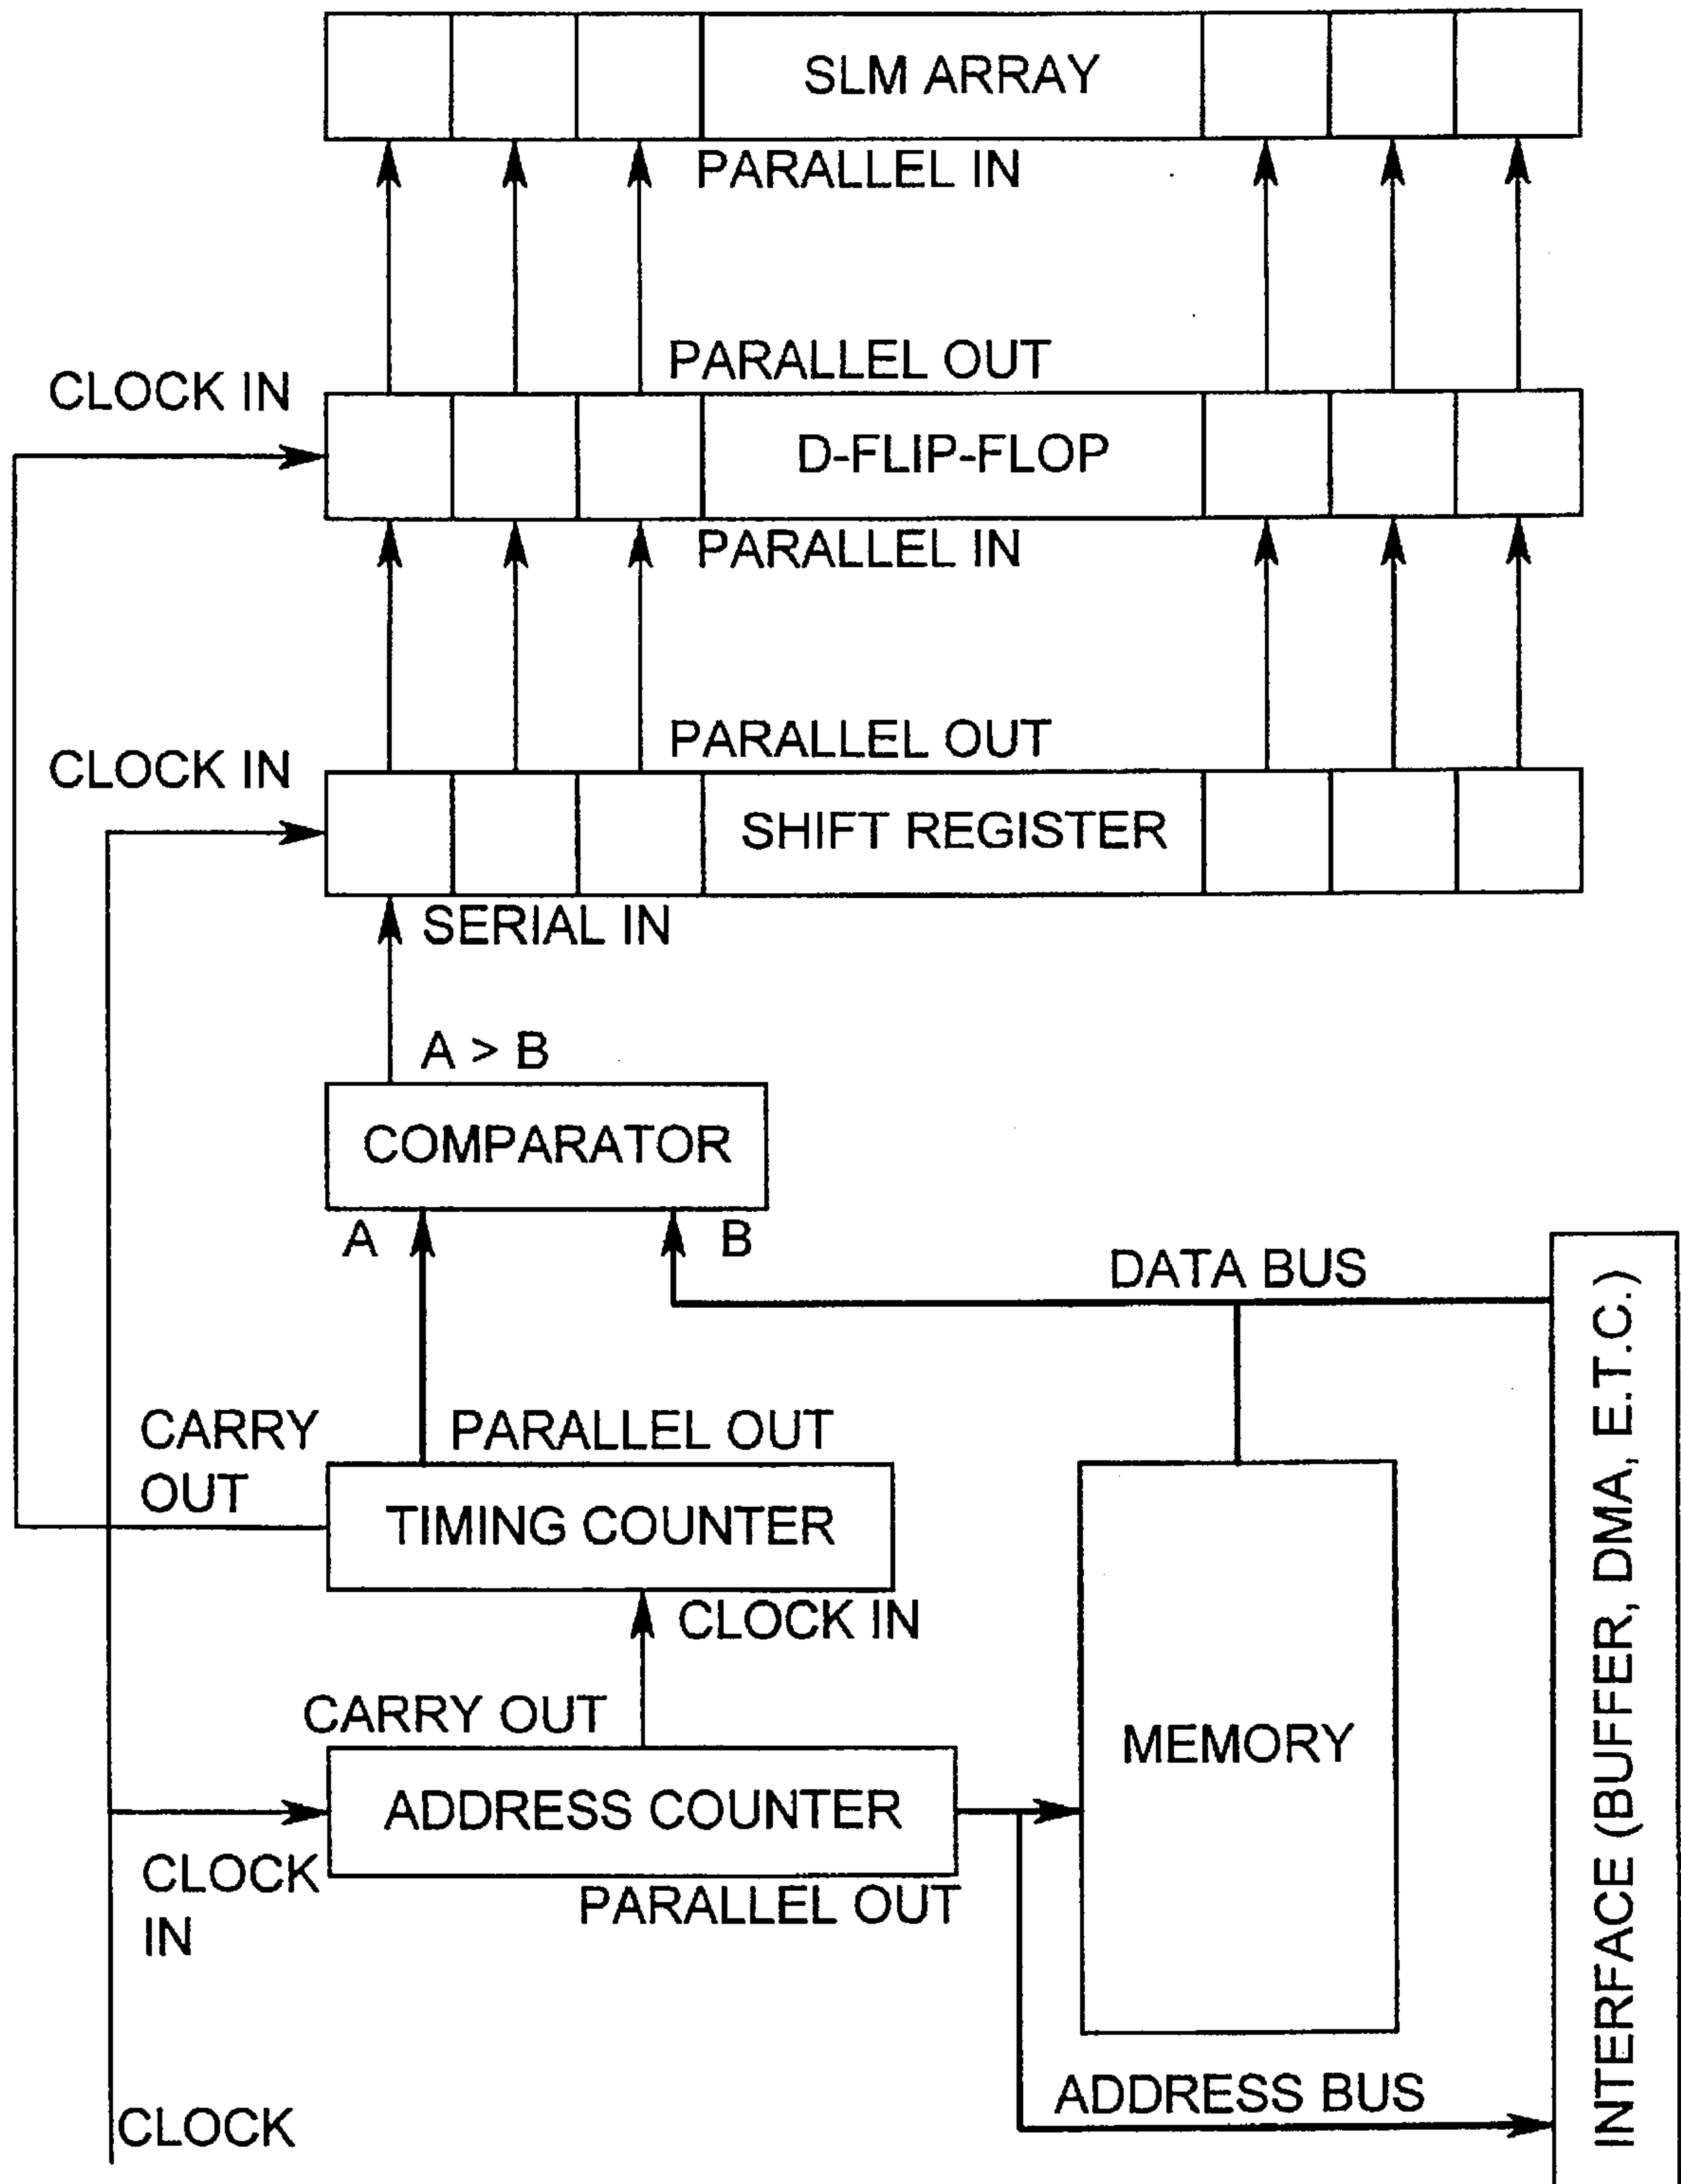 SLM ARRAY
PARALLEL IN
PARALLEL OUT
CLOCK IN
D-FLIP-FLOP
PARALLEL IN
PARALLEL OUT
CLOCK IN
SHIFT REGISTER
SERIAL IN
A > B
COMPARATOR
A
B
DATA BUS
CARRY
OUT
PARALLEL OUT
TIMING COUNTER
CLOCK IN
CARRY OUT
MEMORY
ADDRESS COUNTER
CLOCK
IN
PARALLEL OUT
ADDRESS BUS
CLOCK
INTERFACE (BUFFER, DMA, E.T.C.)